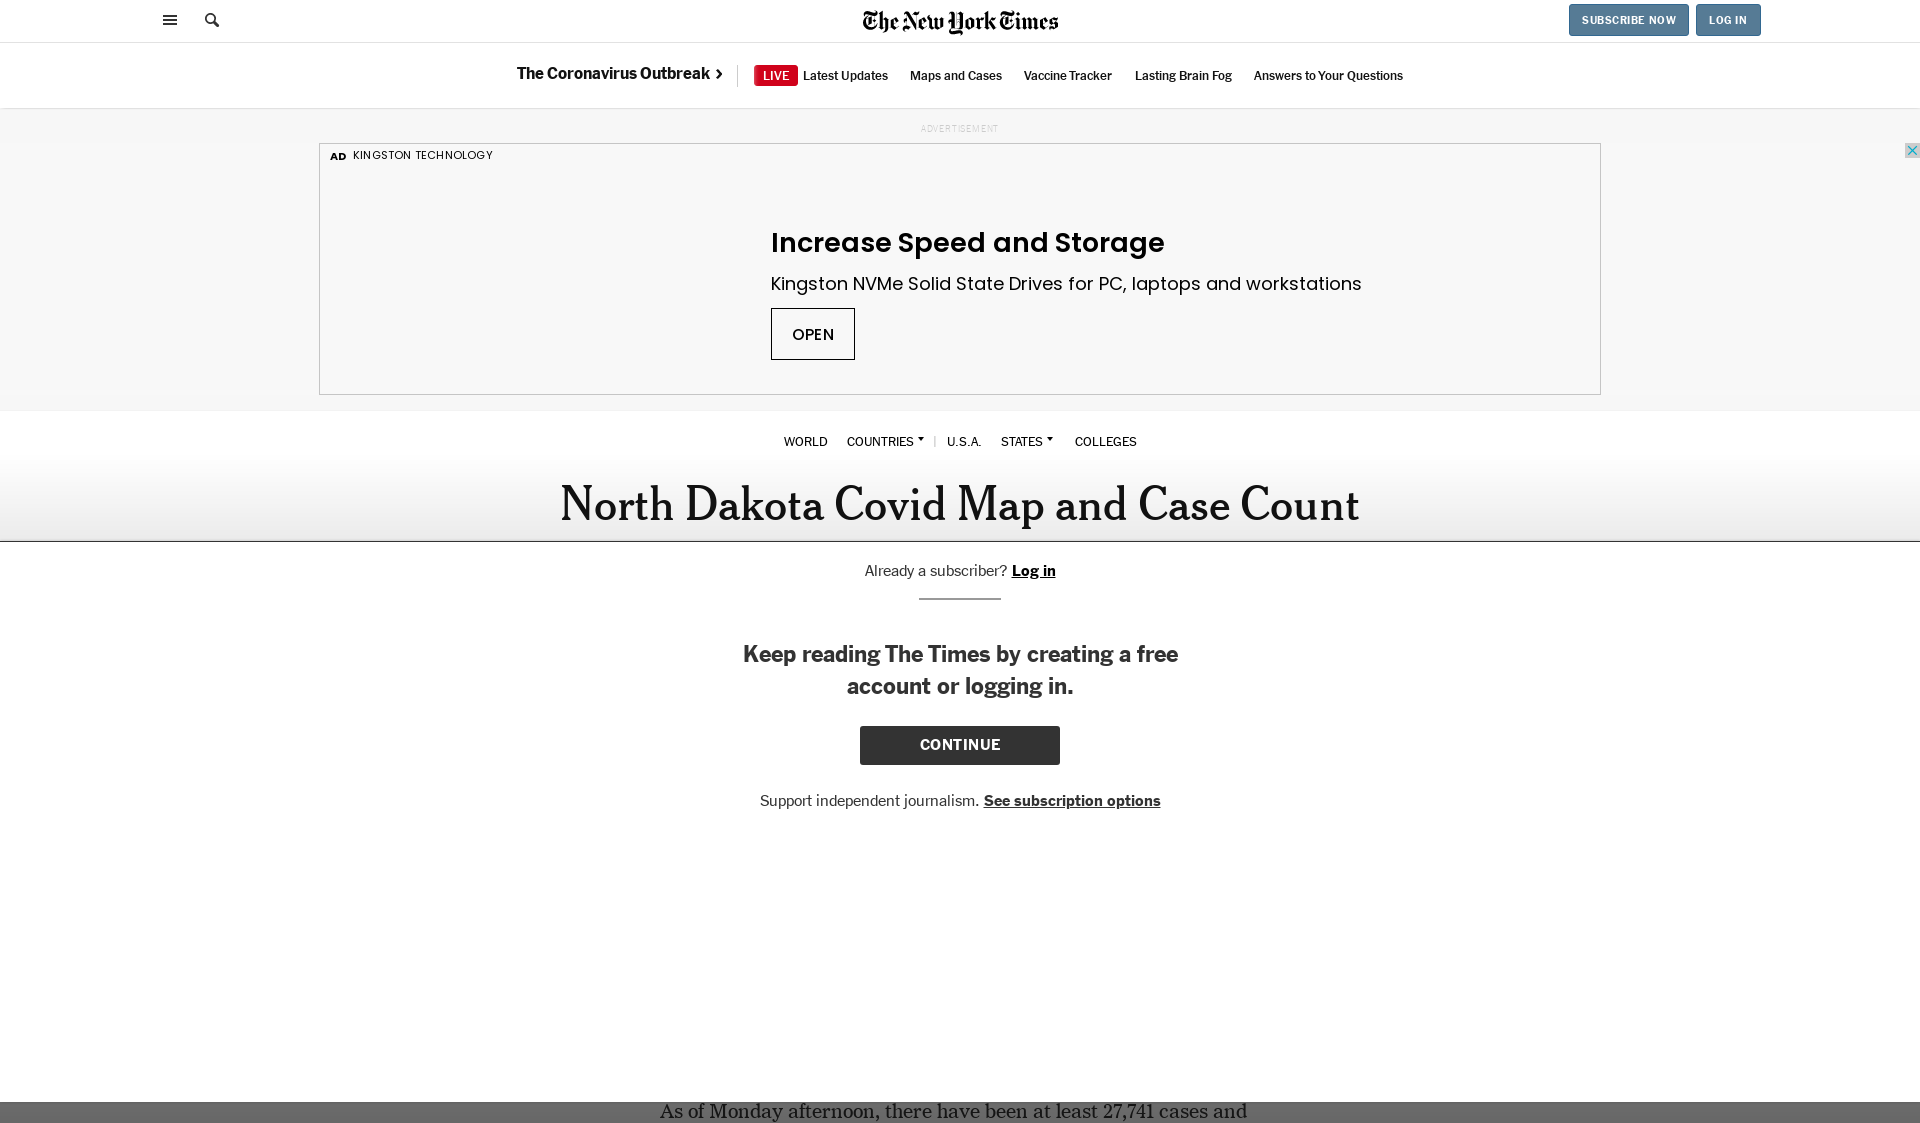 The New York Times
SUBSCRIBE NOW
LOG IN
The Coronavirus Outbreak ›
LIVE Latest Updates Maps and Cases Vaccine Tracker Lasting Brain Fog Answers to Your Questions
ADVERTISEMENT
AD KINGSTON TECHNOLOGY
Increase Speed and Storage
Kingston NVMe Solid State Drives for PC, laptops and workstations
OPEN
WORLD COUNTRIES | U.S.A. STATES COLLEGES
North Dakota Covid Map and Case Count
Already a subscriber? Log in
Keep reading The Times by creating a free
account or logging in.
CONTINUE
Support independent journalism. See subscription options
As of Monday afternoon, there have been at least 27,741 cases and